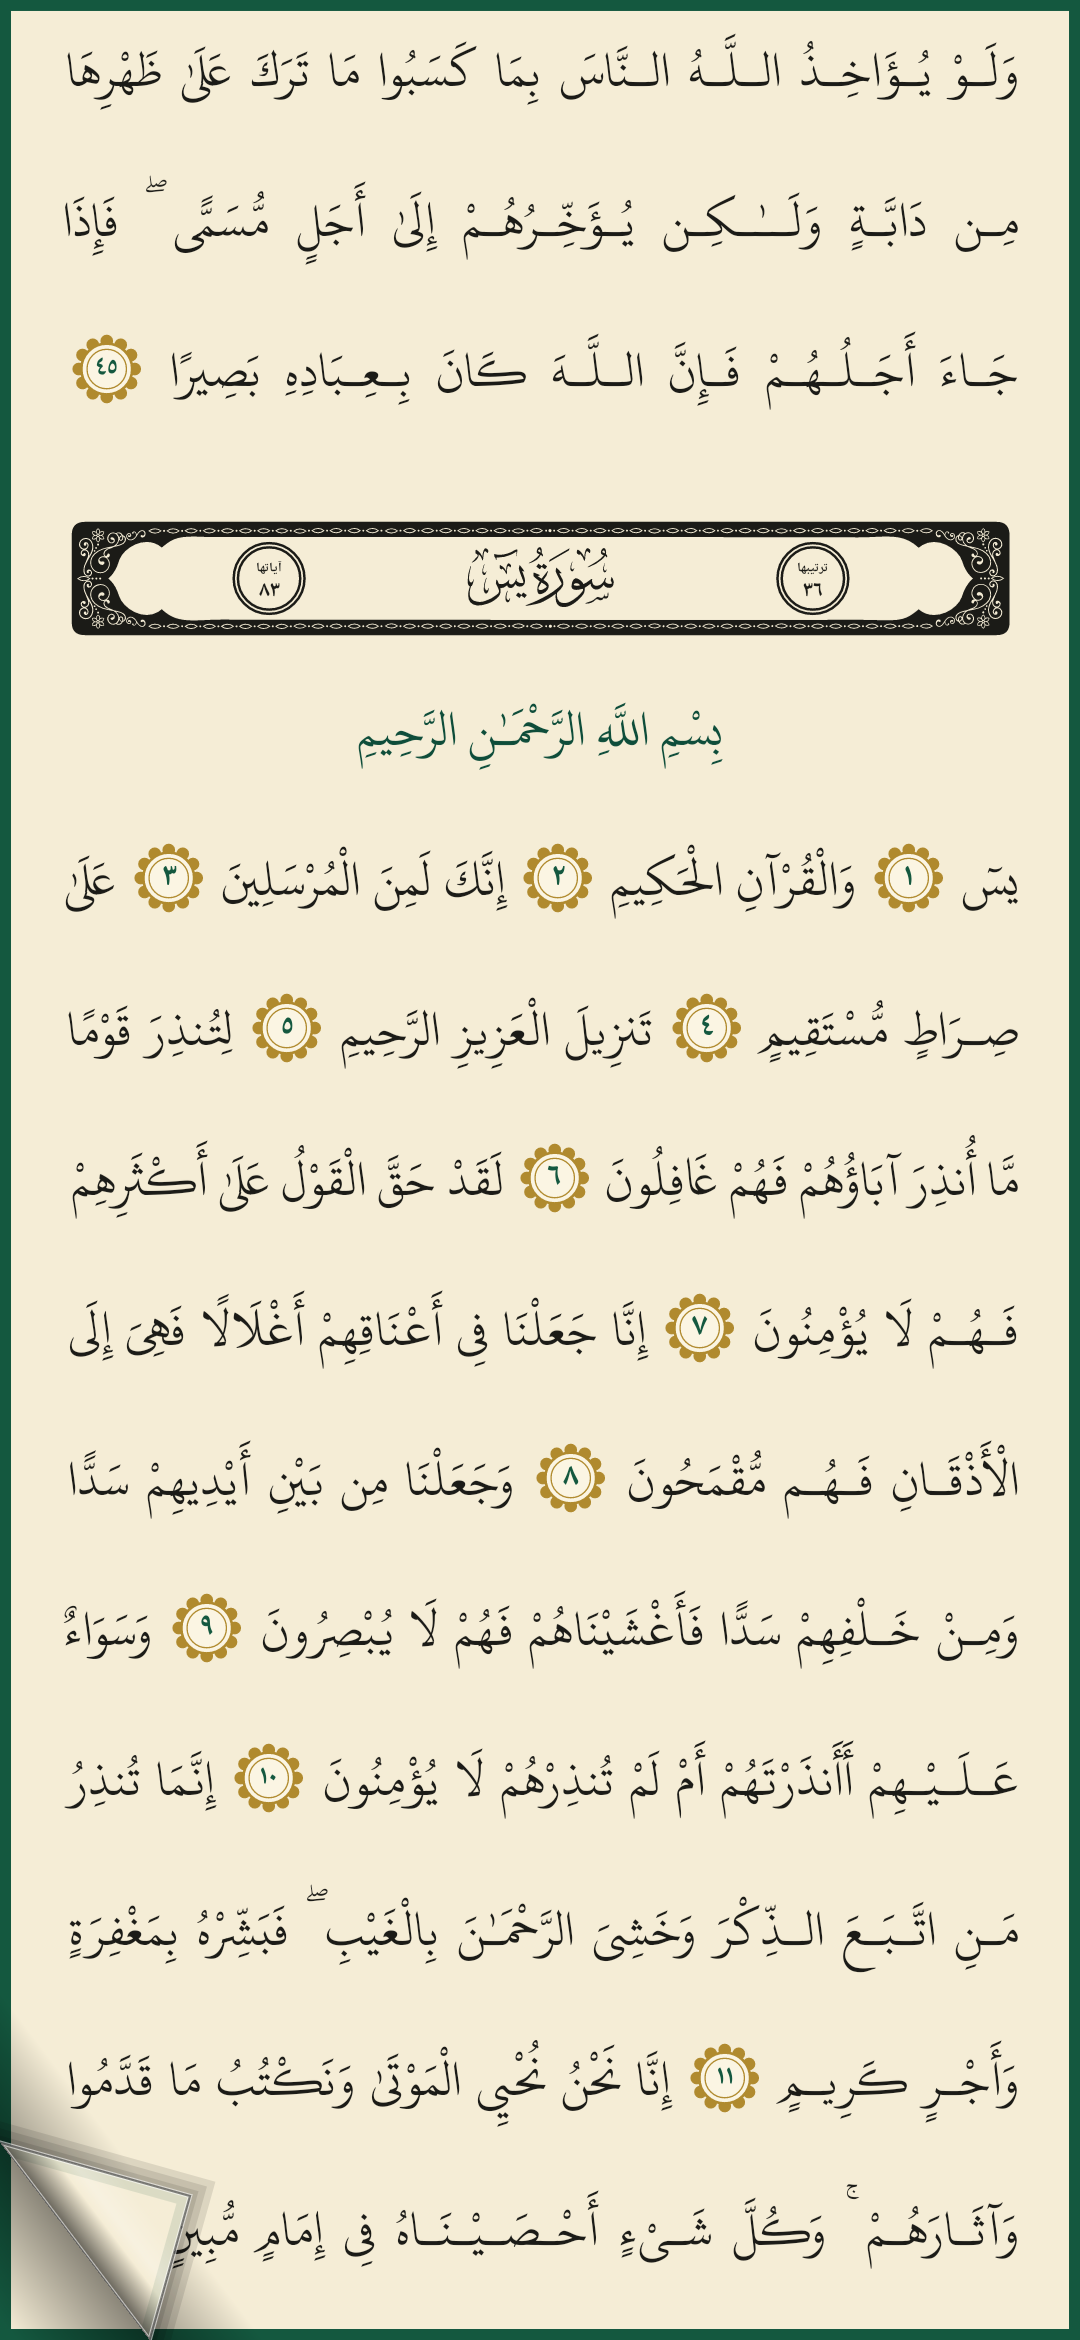 وَلَوْ يُؤَاخِذُ اللَّهُ النَّاسَ بِمَا كَسَبُوا مَا تَرَكَ عَلَىٰ ظَهْرِهَا
مِن دَابَّةٍ وَلَـٰكِن يُؤَخِّرُهُمْ إِلَىٰ أَجَلٍ مُّسَمًّى ۖ فَإِذَا
جَاءَ أَجَلُهُمْ فَإِنَّ اللَّهَ كَانَ بِعِبَادِهِ بَصِيرًا ٤٥
ترتيبها ٣٦ سُورَةُ يسٓ آياتها ٨٣
بِسْمِ اللَّهِ الرَّحْمَـٰنِ الرَّحِيمِ
يسٓ ١ وَالْقُرْآنِ الْحَكِيمِ ٢ إِنَّكَ لَمِنَ الْمُرْسَلِينَ ٣ عَلَىٰ
صِرَاطٍ مُّسْتَقِيمٍ ٤ تَنزِيلَ الْعَزِيزِ الرَّحِيمِ ٥ لِتُنذِرَ قَوْمًا
مَّا أُنذِرَ آبَاؤُهُمْ فَهُمْ غَافِلُونَ ٦ لَقَدْ حَقَّ الْقَوْلُ عَلَىٰ أَكْثَرِهِمْ
فَهُمْ لَا يُؤْمِنُونَ ٧ إِنَّا جَعَلْنَا فِي أَعْنَاقِهِمْ أَغْلَالًا فَهِيَ إِلَى
الْأَذْقَانِ فَهُم مُّقْمَحُونَ ٨ وَجَعَلْنَا مِن بَيْنِ أَيْدِيهِمْ سَدًّا
وَمِنْ خَلْفِهِمْ سَدًّا فَأَغْشَيْنَاهُمْ فَهُمْ لَا يُبْصِرُونَ ٩ وَسَوَاءٌ
عَلَيْهِمْ أَأَنذَرْتَهُمْ أَمْ لَمْ تُنذِرْهُمْ لَا يُؤْمِنُونَ ١٠ إِنَّمَا تُنذِرُ
مَنِ اتَّبَعَ الذِّكْرَ وَخَشِيَ الرَّحْمَـٰنَ بِالْغَيْبِ ۖ فَبَشِّرْهُ بِمَغْفِرَةٍ
وَأَجْرٍ كَرِيمٍ ١١ إِنَّا نَحْنُ نُحْيِي الْمَوْتَىٰ وَنَكْتُبُ مَا قَدَّمُوا
وَآثَارَهُمْ ۚ وَكُلَّ شَيْءٍ أَحْصَيْنَاهُ فِي إِمَامٍ مُّبِينٍ